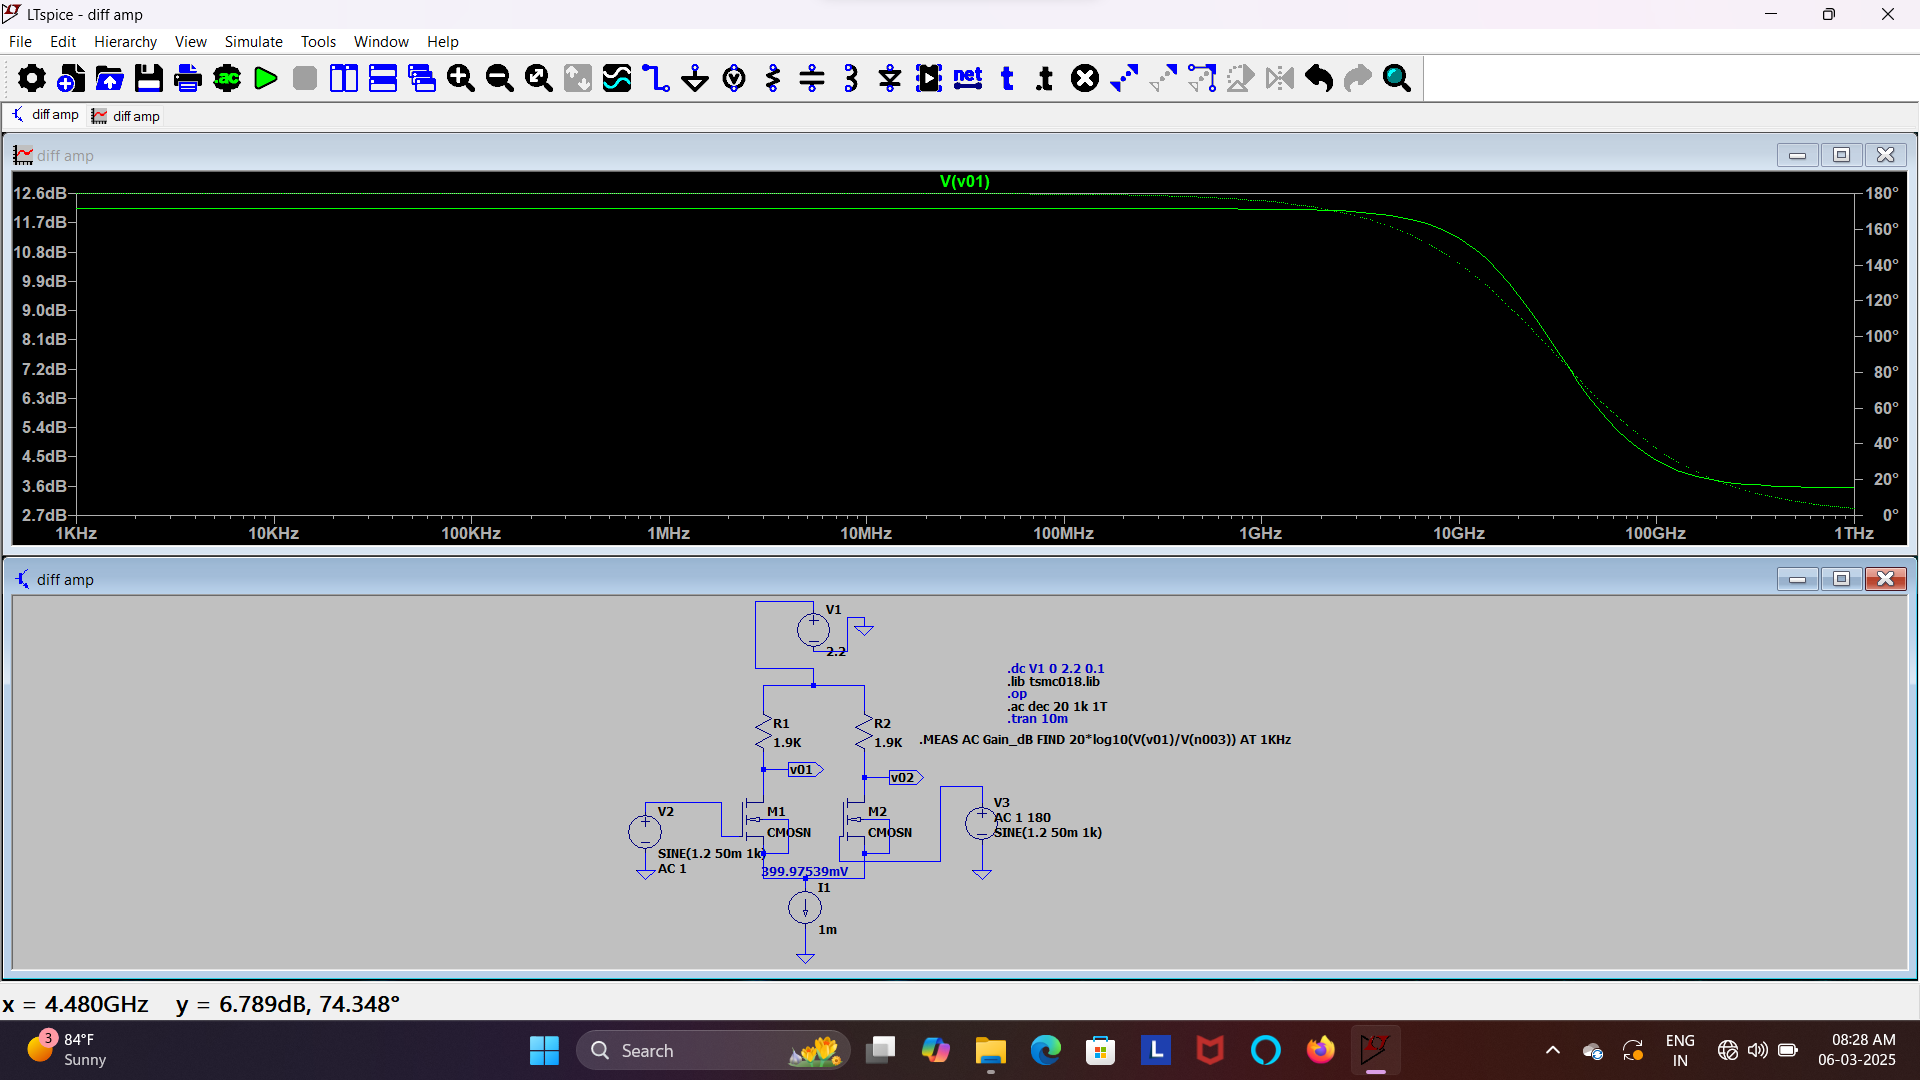 LTspice - diff amp
File Edit Hierarchy View Simulate Tools Window Help
.ac net t .t
diff amp diff amp
diff amp
V(v01)
12.6dB 180°
11.7dB 160°
10.8dB 140°
9.9dB 120°
9.0dB 100°
8.1dB 80°
7.2dB 60°
6.3dB 40°
5.4dB 20°
4.5dB 0°
3.6dB
2.7dB
1KHz 10KHz 100KHz 1MHz 10MHz 100MHz 1GHz 10GHz 100GHz 1THz
diff amp
V1
2.2
.dc V1 0 2.2 0.1
.lib tsmc018.lib
.op
.ac dec 20 1k 1T
.tran 10m
R1 R2
1.9K 1.9K .MEAS AC Gain_dB FIND 20*log10(V(v01)/V(n003)) AT 1KHz
v01 v02
V2 M1 M2 V3
CMOSN CMOSN AC 1 180
SINE(1.2 50m 1k)
SINE(1.2 50m 1k)
AC 1 399.97539mV
I1
1m
x = 4.480GHz y = 6.789dB, 74.348°
3 84°F
Sunny
Search
L
ENG
IN
08:28 AM
06-03-2025